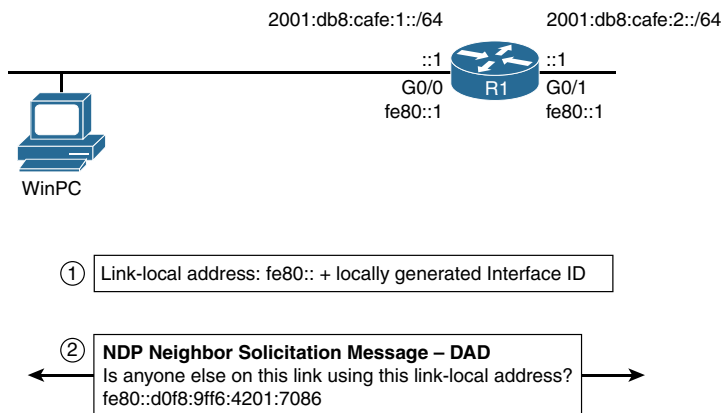 2001:db8:cafe:1::/64 2001:db8:cafe:2::/64
::1 ::1
G0/0 R1 G0/1
fe80::1 fe80::1
WinPC
1 Link-local address: fe80:: + locally generated Interface ID
2 NDP Neighbor Solicitation Message – DAD
Is anyone else on this link using this link-local address?
fe80::d0f8:9ff6:4201:7086